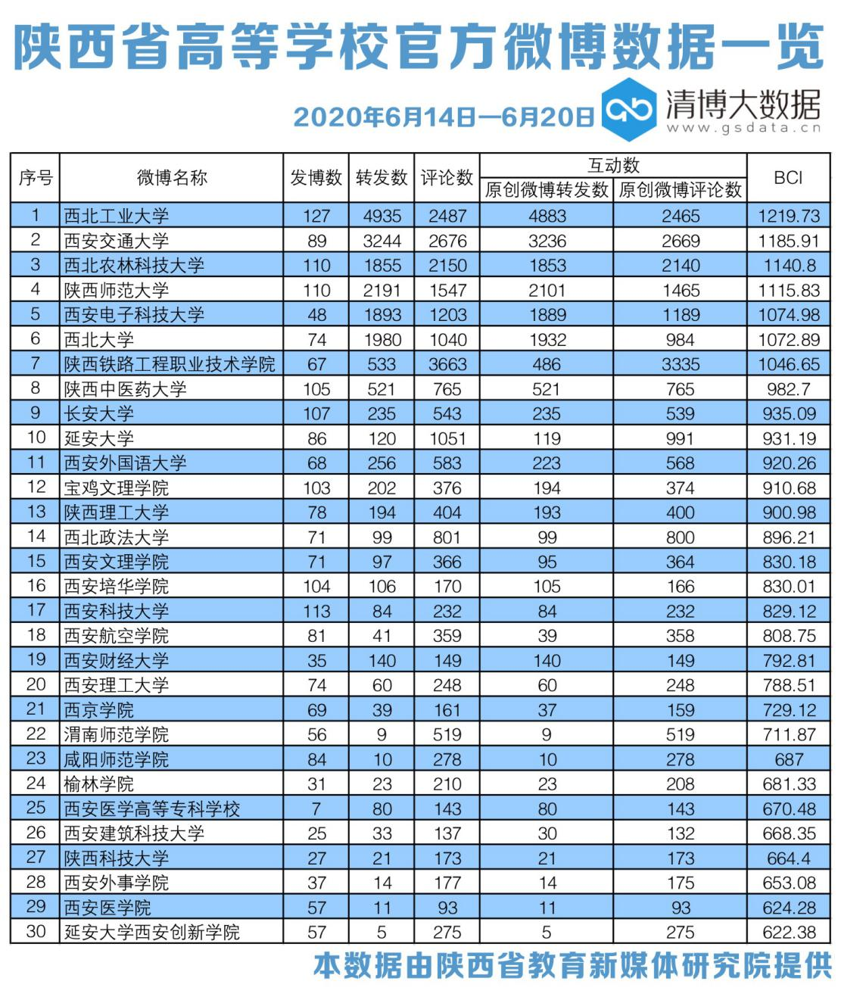 陕西省高等学校官方微博数据一览
2020年6月14日—6月20日
清博大数据
www.gsdata.cn
序号 微博名称 发博数 转发数 评论数 互动数 BCI
原创微博转发数 原创微博评论数
1 西北工业大学 127 4935 2487 4883 2465 1219.73
2 西安交通大学 89 3244 2676 3236 2669 1185.91
3 西北农林科技大学 110 1855 2150 1853 2140 1140.8
4 陕西师范大学 110 2191 1547 2101 1465 1115.83
5 西安电子科技大学 48 1893 1203 1889 1189 1074.98
6 西北大学 74 1980 1040 1932 984 1072.89
7 陕西铁路工程职业技术学院 67 533 3663 486 3335 1046.65
8 陕西中医药大学 105 521 765 521 765 982.7
9 长安大学 107 235 543 235 539 935.09
10 延安大学 86 120 1051 119 991 931.19
11 西安外国语大学 68 256 583 223 568 920.26
12 宝鸡文理学院 103 202 376 194 374 910.68
13 陕西理工大学 78 194 404 193 400 900.98
14 西北政法大学 71 99 801 99 800 896.21
15 西安文理学院 71 97 366 95 364 830.18
16 西安培华学院 104 106 170 105 166 830.01
17 西安科技大学 113 84 232 84 232 829.12
18 西安航空学院 81 41 359 39 358 808.75
19 西安财经大学 35 140 149 140 149 792.81
20 西安理工大学 74 60 248 60 248 788.51
21 西京学院 69 39 161 37 159 729.12
22 渭南师范学院 56 9 519 9 519 711.87
23 咸阳师范学院 84 10 278 10 278 687
24 榆林学院 31 23 210 23 208 681.33
25 西安医学高等专科学校 7 80 143 80 143 670.48
26 西安建筑科技大学 25 33 137 30 132 668.35
27 陕西科技大学 27 21 173 21 173 664.4
28 西安外事学院 37 14 177 14 175 653.08
29 西安医学院 57 11 93 11 93 624.28
30 延安大学西安创新学院 57 5 275 5 275 622.38
本数据由陕西省教育新媒体研究院提供